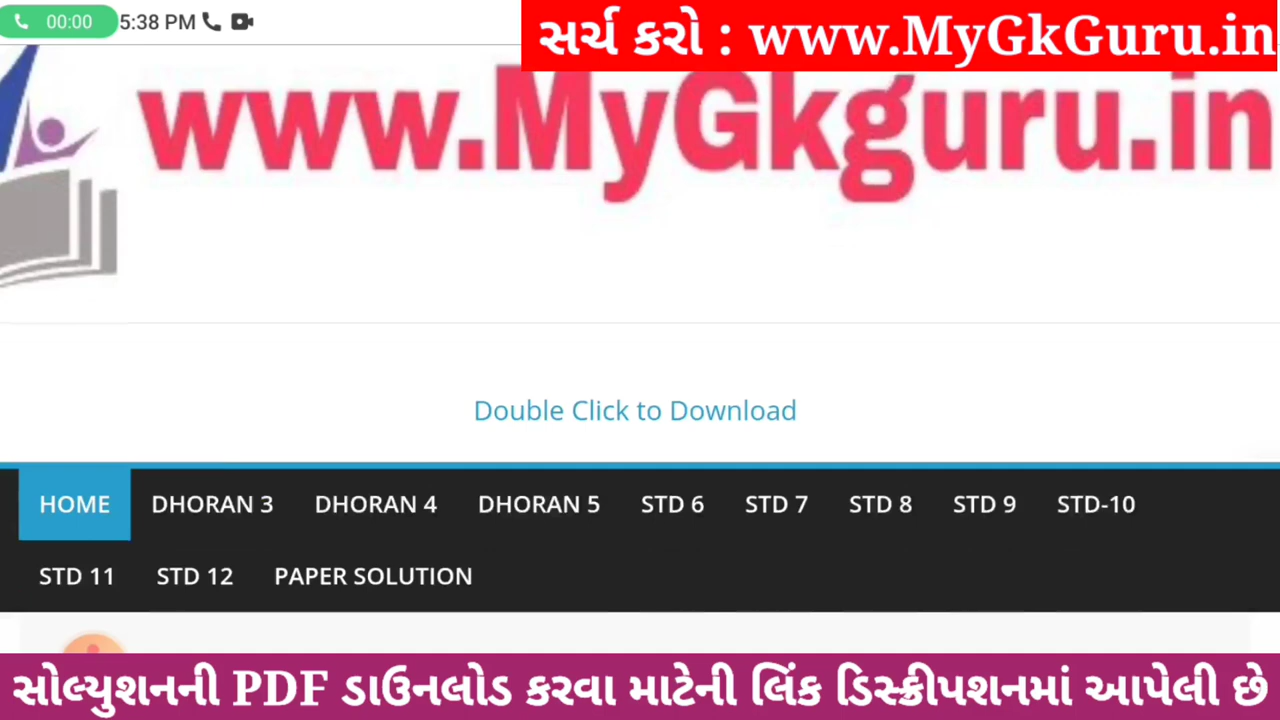 00:00 5:38 PM
સર્ચ કરો : www.MyGkGuru.in
www.MyGkguru.in
Double Click to Download
HOME DHORAN 3 DHORAN 4 DHORAN 5 STD 6 STD 7 STD 8 STD 9 STD-10
STD 11 STD 12 PAPER SOLUTION
સોલ્યુશનની PDF ડાઉનલોડ કરવા માટેની લિંક ડિસ્ક્રીપશનમાં આપેલી છે